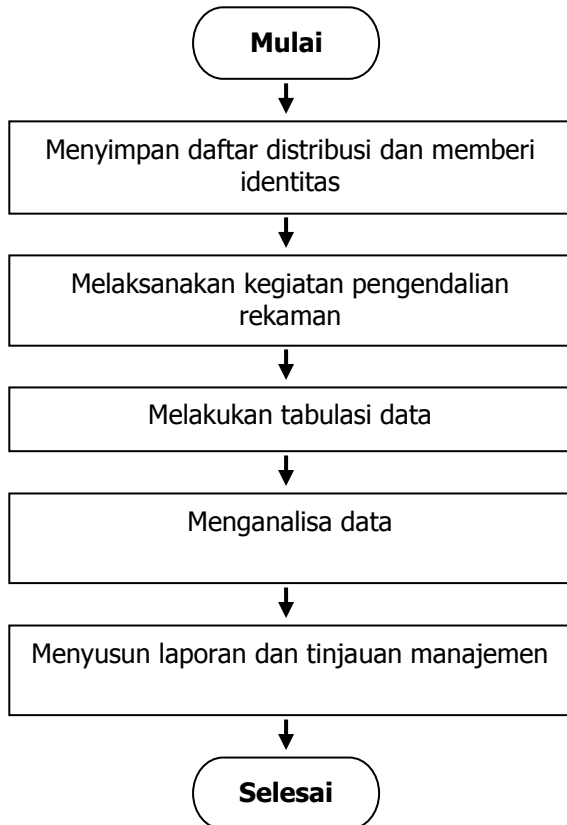 Mulai
Menyimpan daftar distribusi dan memberi
identitas
Melaksanakan kegiatan pengendalian
rekaman
Melakukan tabulasi data
Menganalisa data
Menyusun laporan dan tinjauan manajemen
Selesai